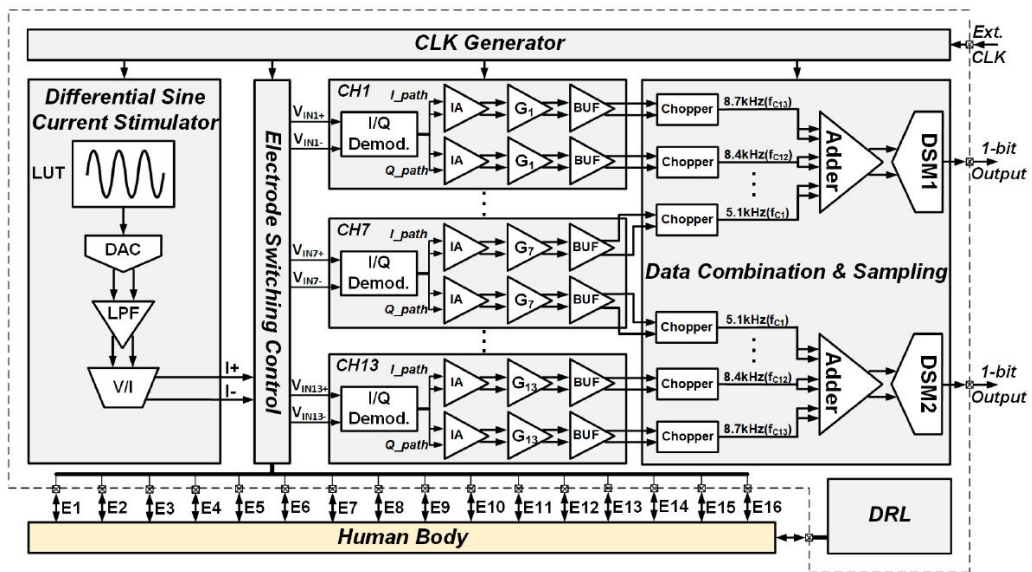 CLK Generator
Ext.
CLK
Differential Sine
Current Stimulator
LUT
DAC
LPF
V/I
I+
I-
Electrode Switching Control
VIN1+
VIN1-
CH1
I/Q
Demod.
I_path
IA
G1
BUF
Q_path
IA
G1
BUF
VIN7+
VIN7-
CH7
I/Q
Demod.
I_path
IA
G7
BUF
Q_path
IA
G7
BUF
VIN13+
VIN13-
CH13
I/Q
Demod.
I_path
IA
G13
BUF
Q_path
IA
G13
BUF
Chopper
8.7kHz(fC13)
Chopper
8.4kHz(fC12)
Chopper
5.1kHz(fC1)
Adder
DSM1
1-bit
Output
Data Combination & Sampling
Chopper
5.1kHz(fC1)
Chopper
8.4kHz(fC12)
Chopper
8.7kHz(fC13)
Adder
DSM2
1-bit
Output
E1 E2 E3 E4 E5 E6 E7 E8 E9 E10 E11 E12 E13 E14 E15 E16
Human Body
DRL